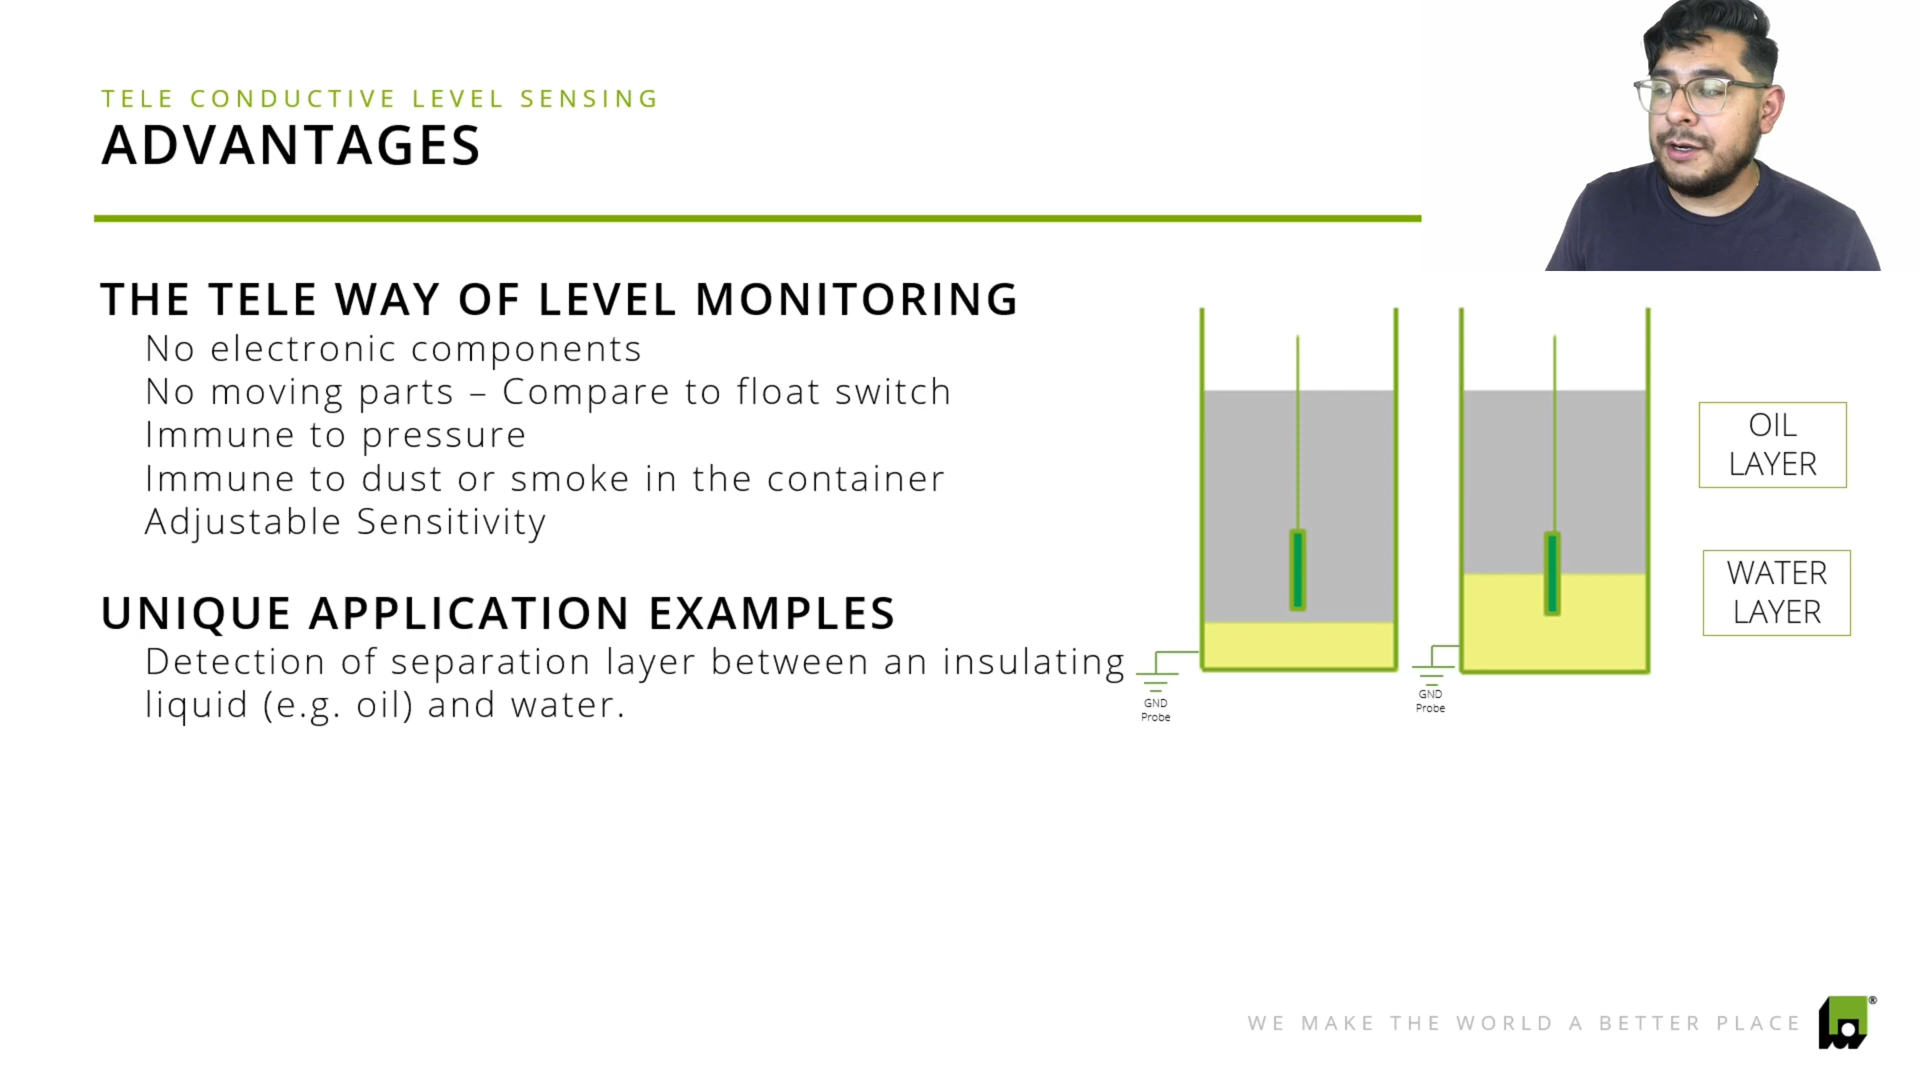 TELE CONDUCTIVE LEVEL SENSING
ADVANTAGES
THE TELE WAY OF LEVEL MONITORING
No electronic components
No moving parts – Compare to float switch
Immune to pressure
Immune to dust or smoke in the container
Adjustable Sensitivity
UNIQUE APPLICATION EXAMPLES
Detection of separation layer between an insulating
liquid (e.g. oil) and water.
GND
Probe
GND
Probe
OIL
LAYER
WATER
LAYER
WE MAKE THE WORLD A BETTER PLACE
®